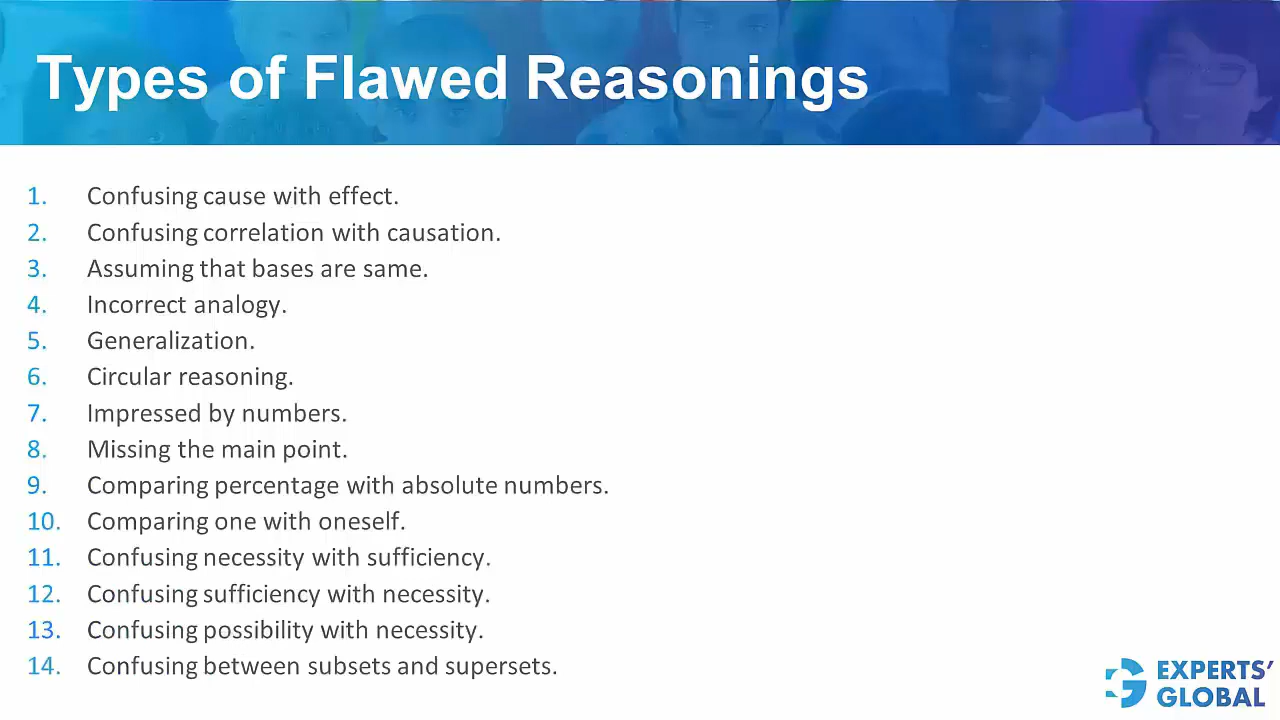 Types of Flawed Reasonings
1. Confusing cause with effect.
2. Confusing correlation with causation.
3. Assuming that bases are same.
4. Incorrect analogy.
5. Generalization.
6. Circular reasoning.
7. Impressed by numbers.
8. Missing the main point.
9. Comparing percentage with absolute numbers.
10. Comparing one with oneself.
11. Confusing necessity with sufficiency.
12. Confusing sufficiency with necessity.
13. Confusing possibility with necessity.
14. Confusing between subsets and supersets.
EXPERTS’
GLOBAL